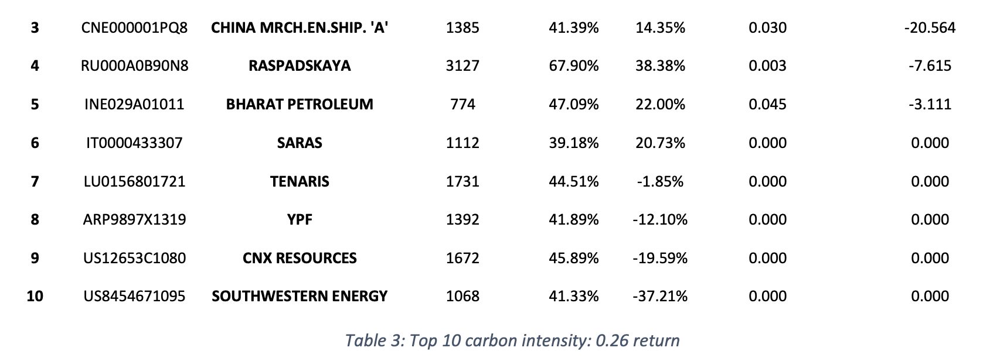 3 CNE000001PQ8 CHINA MRCH.EN.SHIP. 'A' 1385 41.39% 14.35% 0.030 -20.564
4 RU000A0B90N8 RASPADSKAYA 3127 67.90% 38.38% 0.003 -7.615
5 INE029A01011 BHARAT PETROLEUM 774 47.09% 22.00% 0.045 -3.111
6 IT0000433307 SARAS 1112 39.18% 20.73% 0.000 0.000
7 LU0156801721 TENARIS 1731 44.51% -1.85% 0.000 0.000
8 ARP9897X1319 YPF 1392 41.89% -12.10% 0.000 0.000
9 US12653C1080 CNX RESOURCES 1672 45.89% -19.59% 0.000 0.000
10 US8454671095 SOUTHWESTERN ENERGY 1068 41.33% -37.21% 0.000 0.000
Table 3: Top 10 carbon intensity: 0.26 return